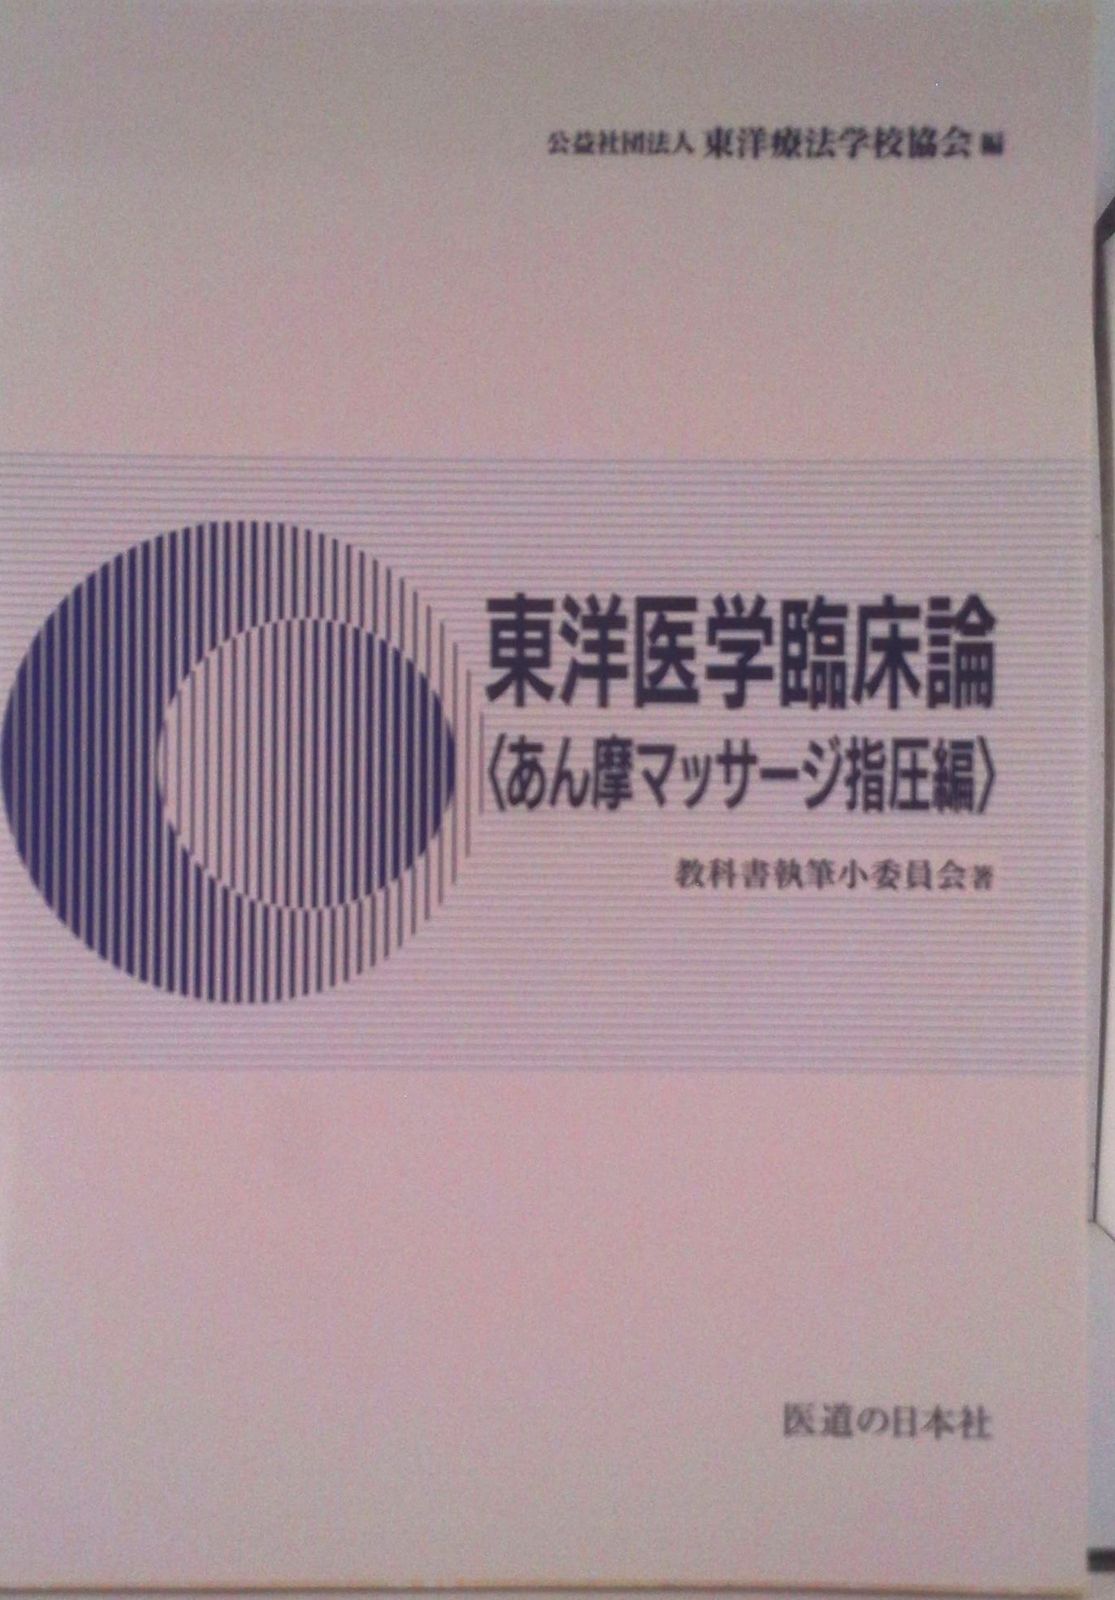 公益社団法人 東洋療法学校協会 編
東洋医学臨床論
〈あん摩マッサージ指圧編〉
教科書執筆小委員会 著
医道の日本社